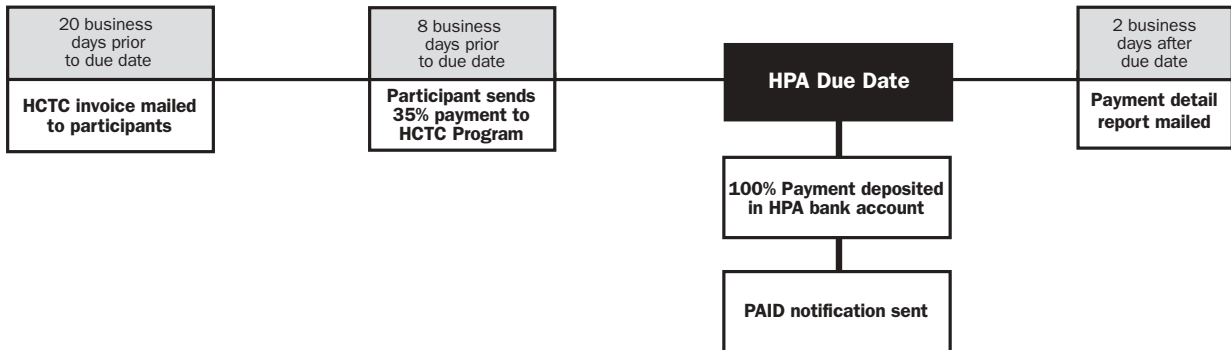 20 business
days prior
to due date
HCTC invoice mailed
to participants
8 business
days prior
to due date
Participant sends
35% payment to
HCTC Program
HPA Due Date
100% Payment deposited
in HPA bank account
PAID notification sent
2 business
days after
due date
Payment detail
report mailed